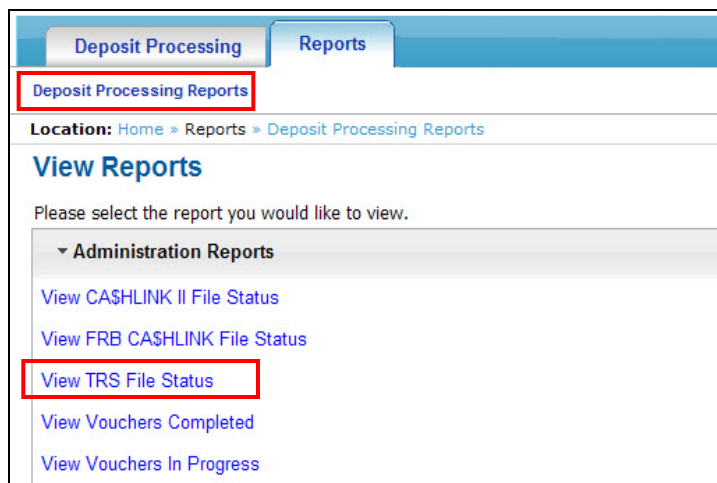 Deposit Processing Reports
Deposit Processing Reports
Location: Home » Reports » Deposit Processing Reports
View Reports
Please select the report you would like to view.
Administration Reports
View CA$HLINK II File Status
View FRB CA$HLINK File Status
View TRS File Status
View Vouchers Completed
View Vouchers In Progress